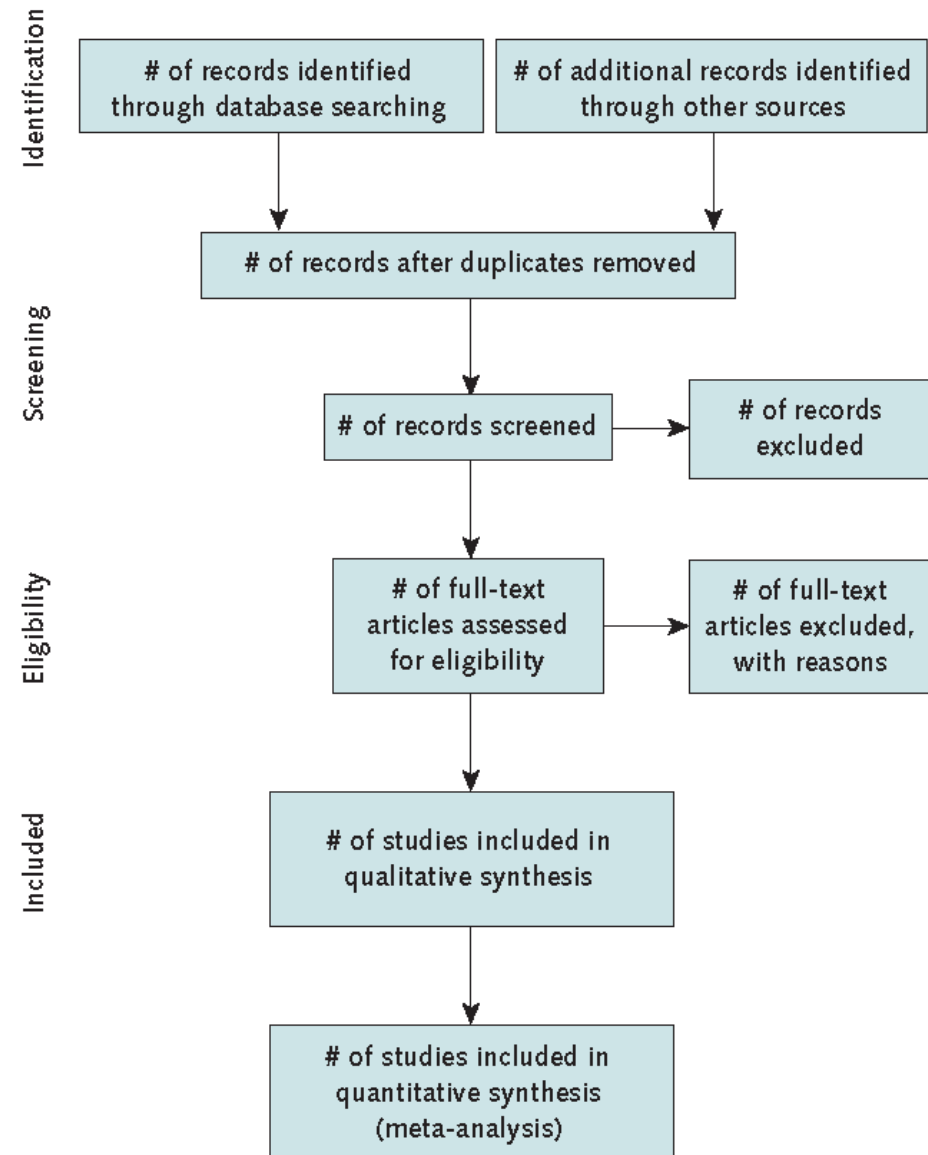 Identification
# of records identified
through database searching
# of additional records identified
through other sources
# of records after duplicates removed
Screening
# of records screened
# of records
excluded
Eligibility
# of full-text
articles assessed
for eligibility
# of full-text
articles excluded,
with reasons
Included
# of studies included in
qualitative synthesis
# of studies included in
quantitative synthesis
(meta-analysis)